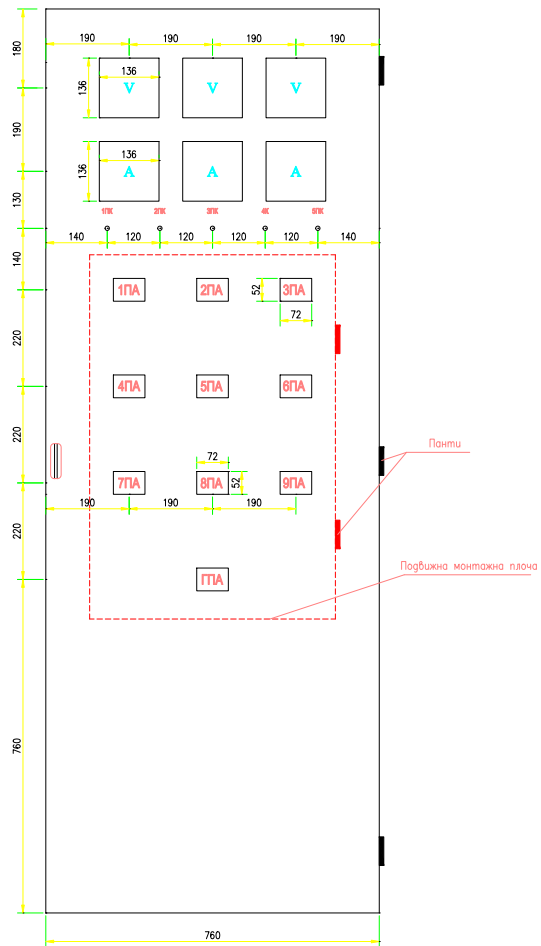 190 190 190 190
180
136 136
V V V
190
136 136
A A A
130
1ПК 2ПК 3ПК 4К 5ПК
140 120 120 120 120 140
140
1ПА 2ПА 52 3ПА
72
220
4ПА 5ПА 6ПА
220
Панти
72
7ПА 8ПА 52 9ПА
190 190 190
220
Подвижна монтажна плоча
ГПА
760
760